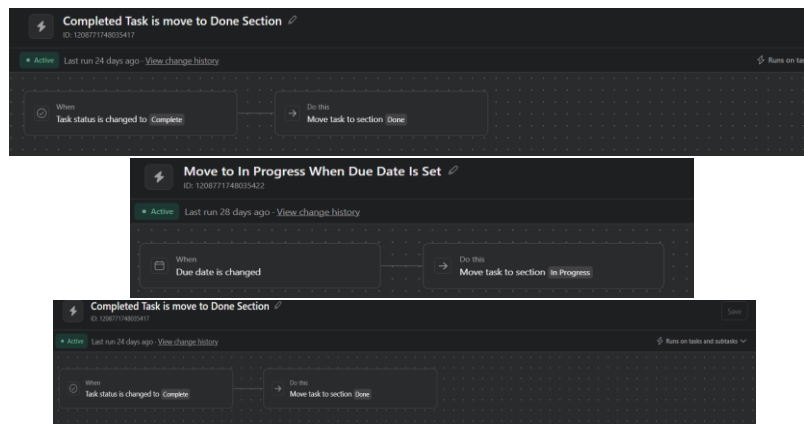 Completed Task is move to Done Section
ID: 1208771748035417
Active Last run 24 days ago · View change history Runs on tas
When
Task status is changed to Complete
Do this
Move task to section Done
Move to In Progress When Due Date Is Set
ID: 1208771748035422
Active Last run 28 days ago · View change history
When
Due date is changed
Do this
Move task to section In Progress
Completed Task is move to Done Section
Save
ID: 1208771748035417
Active Last run 24 days ago · View change history Runs on tasks and subtasks
When
Task status is changed to Complete
Do this
Move task to section Done